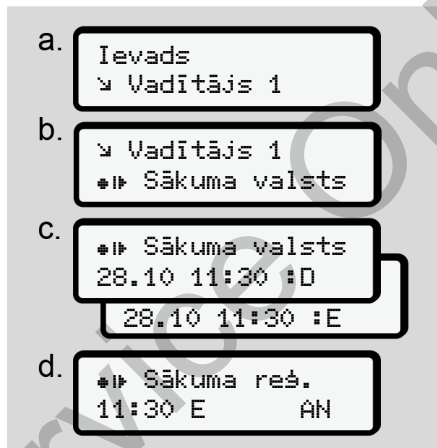 a.
Ievads
↘ Vadītājs 1
b.
↘ Vadītājs 1
●I▶ Sākuma valsts
c.
●I▶ Sākuma valsts
28.10 11:30 :D
28.10 11:30 :E
d.
●I▶ Sākuma reģ.
11:30 E AN